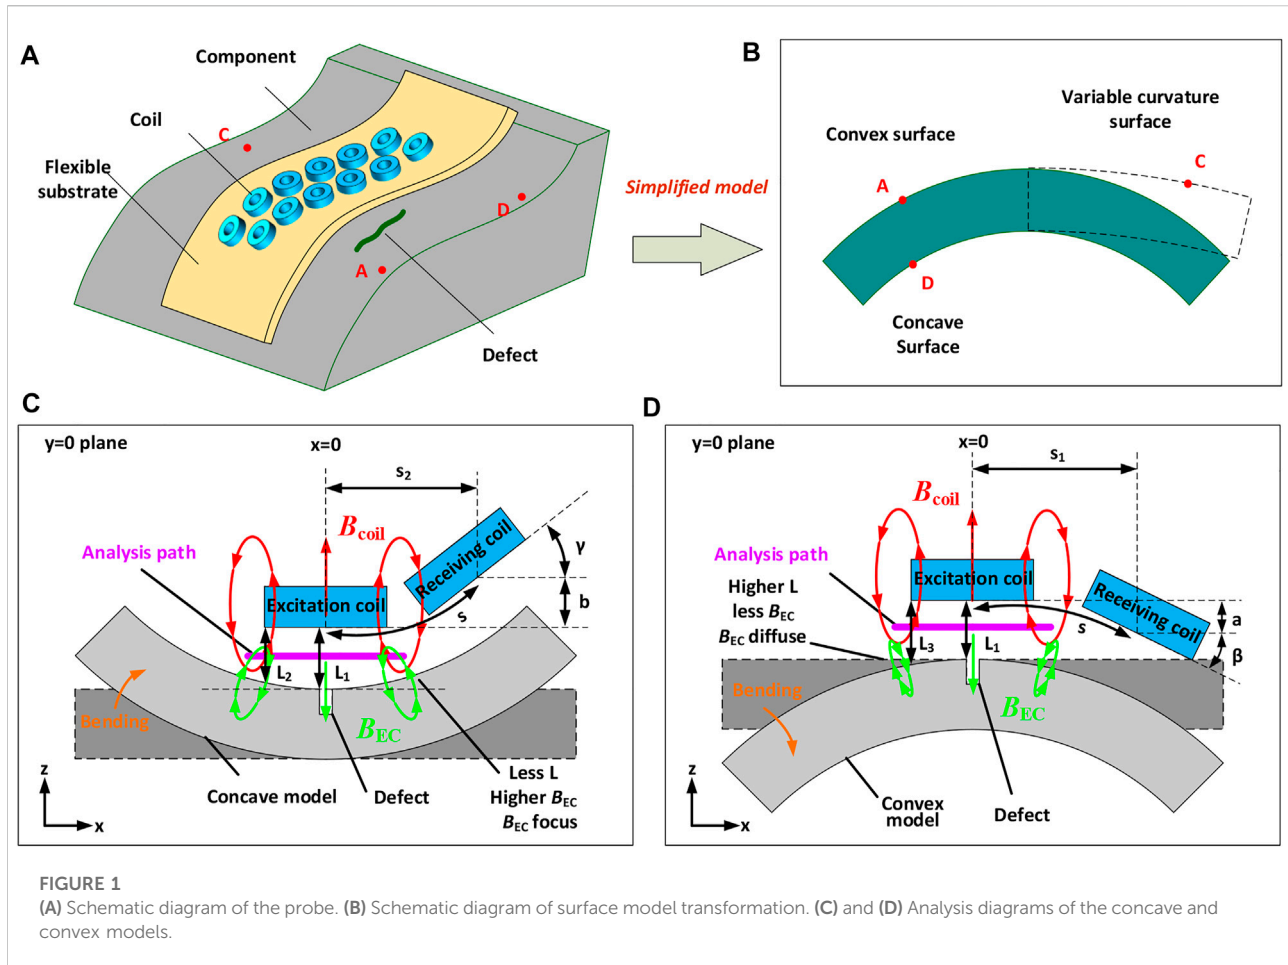 A
Component
Coil
C
Flexible
substrate
D
A
Defect
Simplified model
B
Variable curvature
surface
Convex surface
C
A
D
Concave
Surface
C
y=0 plane
x=0
s2
Bcoil
Analysis path
Receiving coil
γ
Excitation coil
b
s
L2
L1
Bending
BEC
Concave model
Defect
Less L
Higher BEC
BEC focus
z
x
D
y=0 plane
x=0
s1
Bcoil
Analysis path
Excitation coil
Higher L
less BEC
BEC diffuse
Receiving coil
a
s
β
L3
L1
Bending
BEC
Convex
model
Defect
z
x
FIGURE 1
(A) Schematic diagram of the probe. (B) Schematic diagram of surface model transformation. (C) and (D) Analysis diagrams of the concave and
convex models.